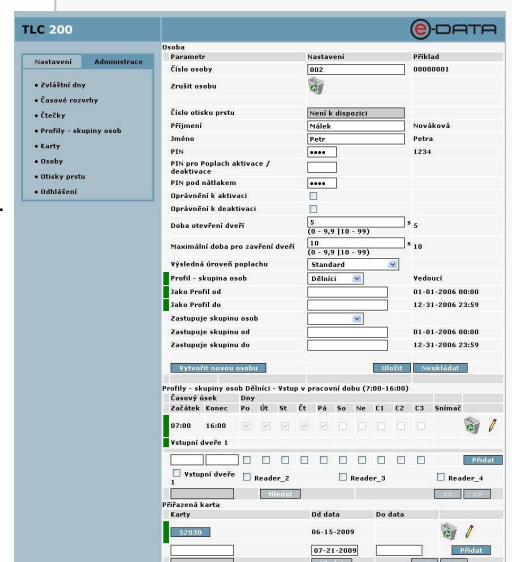 TLC 200
e-DATA
Nastavení Administrace
• Zvláštní dny
• Časové rozvrhy
• Čtečky
• Profily - skupiny osob
• Karty
• Osoby
• Otisky prstu
• Odhlášení
Osoba
Parametr Nastavení Příklad
Číslo osoby 002 00000001
Zrušit osobu
Číslo otisku prstu Není k dispozici
Příjmení Málek Nováková
Jméno Petr Petra
PIN •••• 1234
PIN pro Poplach aktivace /
deaktivace
PIN pod nátlakem ••••
Oprávnění k aktivaci
Oprávnění k deaktivaci
Doba otevření dveří 5 s 5
(0 - 9,9 |10 - 99)
Maximální doba pro zavření dveří 10 s 10
(0 - 9,9 |10 - 99)
Výsledná úroveň poplachu Standard
Profil - skupina osob Dělníci Vedoucí
Jako Profil od 01-01-2006 00:00
Jako Profil do 12-31-2006 23:59
Zastupuje skupinu osob
Zastupuje skupinu od 01-01-2006 00:00
Zastupuje skupinu do 12-31-2006 23:59
Vytvořit novou osobu Uložit Neukládat
Profily - skupiny osob Dělníci - Vstup v pracovní dobu (7:00-16:00)
Časový úsek Dny
Začátek Konec Po Út St Čt Pá So Ne C1 C2 C3 Snímač
07:00 16:00
Vstupní dveře 1
Přidat
Vstupní dveře
1 Reader_2 Reader_3 Reader_4
Hledat << >>
Přiřazená karta
Karty Od data Do data
52830 06-15-2009
07-21-2009 Přidat